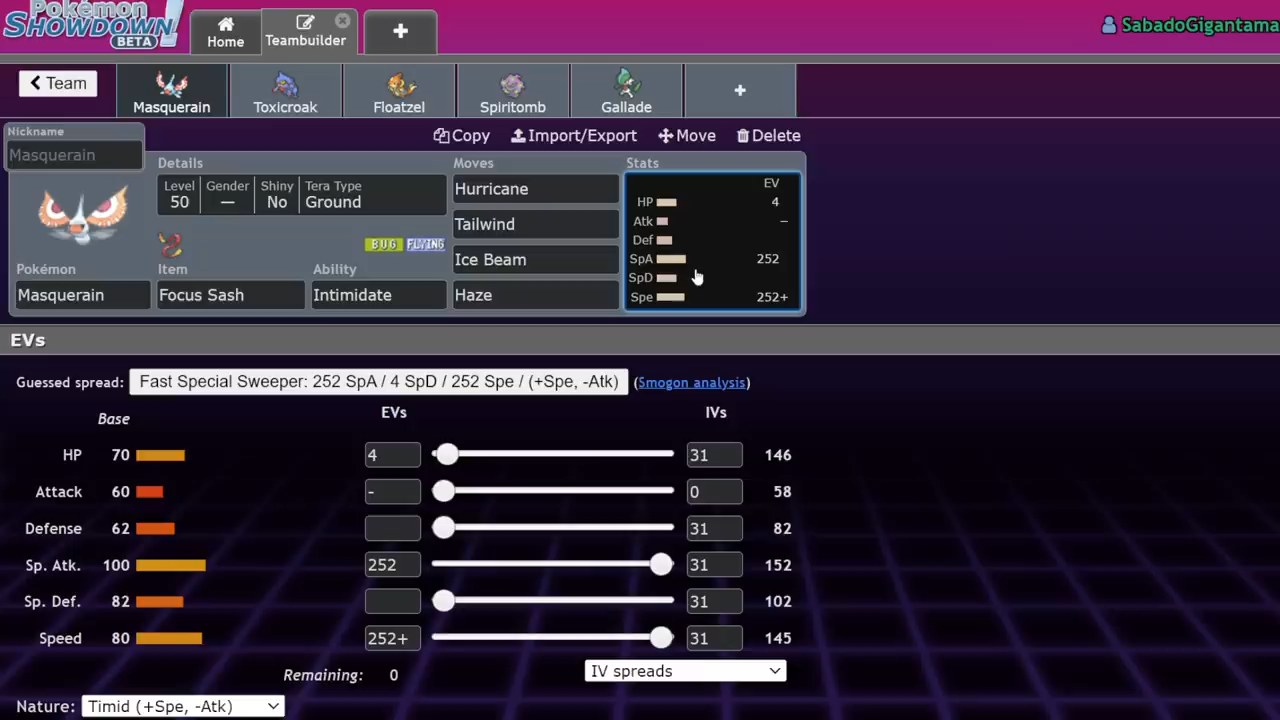 Pokémon
SHOWDOWN!
BETA
Home
Teambuilder
+
SabadoGigantama
Team
Masquerain
Toxicroak
Floatzel
Spiritomb
Gallade
+
Nickname
Masquerain
Copy
Import/Export
Move
Delete
Details
Moves
Stats
Level
Gender
Shiny
Tera Type
50
—
No
Ground
BUG
FLYING
Pokémon
Item
Ability
Masquerain
Focus Sash
Intimidate
Hurricane
Tailwind
Ice Beam
Haze
EV
HP 4
Atk –
Def
SpA 252
SpD
Spe 252+
EVs
Guessed spread: Fast Special Sweeper: 252 SpA / 4 SpD / 252 Spe / (+Spe, -Atk) (Smogon analysis)
Base EVs IVs
HP 70 4 31 146
Attack 60 - 0 58
Defense 62 31 82
Sp. Atk. 100 252 31 152
Sp. Def. 82 31 102
Speed 80 252+ 31 145
Remaining: 0 IV spreads
Nature: Timid (+Spe, -Atk)